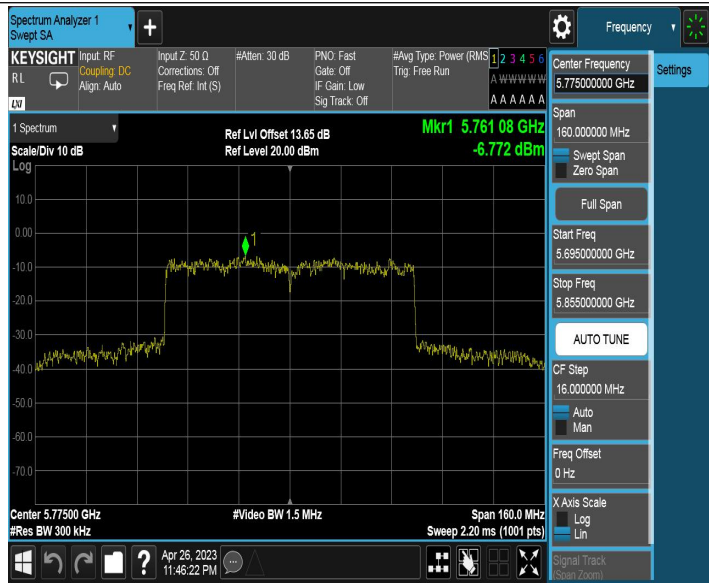 Spectrum Analyzer 1
Swept SA
Frequency
KEYSIGHT
RL
LXI
Input: RF
Coupling: DC
Align: Auto
Input Z: 50 Ω
Corrections: Off
Freq Ref: Int (S)
#Atten: 30 dB
PNO: Fast
Gate: Off
IF Gain: Low
Sig Track: Off
#Avg Type: Power (RMS
Trig: Free Run
1 2 3 4 5 6
A W W W W W
A A A A A A
1 Spectrum
Scale/Div 10 dB
Log
Ref Lvl Offset 13.65 dB
Ref Level 20.00 dBm
Mkr1 5.761 08 GHz
-6.772 dBm
10.0
0.00
-10.0
-20.0
-30.0
-40.0
-50.0
-60.0
-70.0
1
Center 5.77500 GHz
#Res BW 300 kHz
#Video BW 1.5 MHz
Span 160.0 MHz
Sweep 2.20 ms (1001 pts)
Center Frequency
5.775000000 GHz
Span
160.000000 MHz
Swept Span
Zero Span
Full Span
Start Freq
5.695000000 GHz
Stop Freq
5.855000000 GHz
AUTO TUNE
CF Step
16.000000 MHz
Auto
Man
Freq Offset
0 Hz
X Axis Scale
Log
Lin
Signal Track
(Span Zoom)
Settings
?
Apr 26, 2023
11:46:22 PM